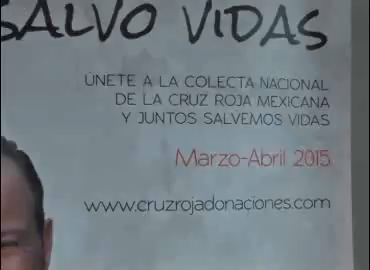 SALVO VIDAS
ÚNETE A LA COLECTA NACIONAL
DE LA CRUZ ROJA MEXICANA
Y JUNTOS SALVEMOS VIDAS
Marzo-Abril 2015
www.cruzrojadonaciones.com